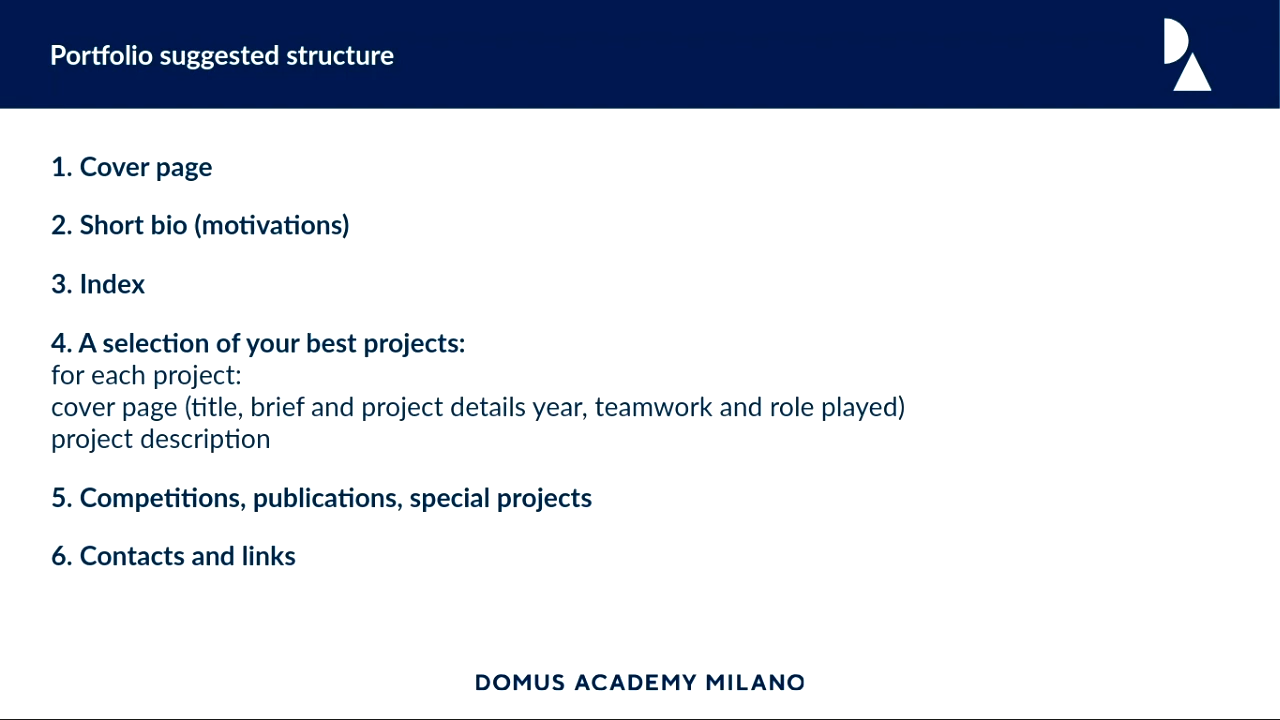 Portfolio suggested structure
1. Cover page
2. Short bio (motivations)
3. Index
4. A selection of your best projects:
for each project:
cover page (title, brief and project details year, teamwork and role played)
project description
5. Competitions, publications, special projects
6. Contacts and links
DOMUS ACADEMY MILANO